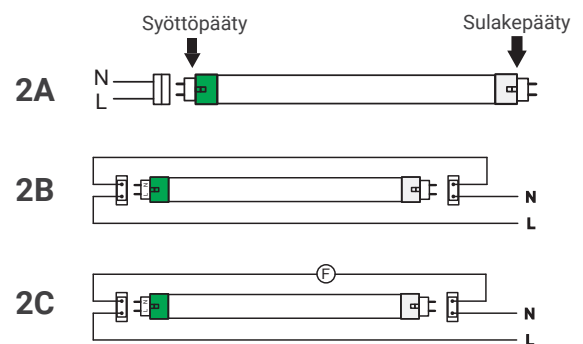 Syöttöpääty Sulakepääty
2A N
L
2B L N
N
L
2C F
L N
N
L